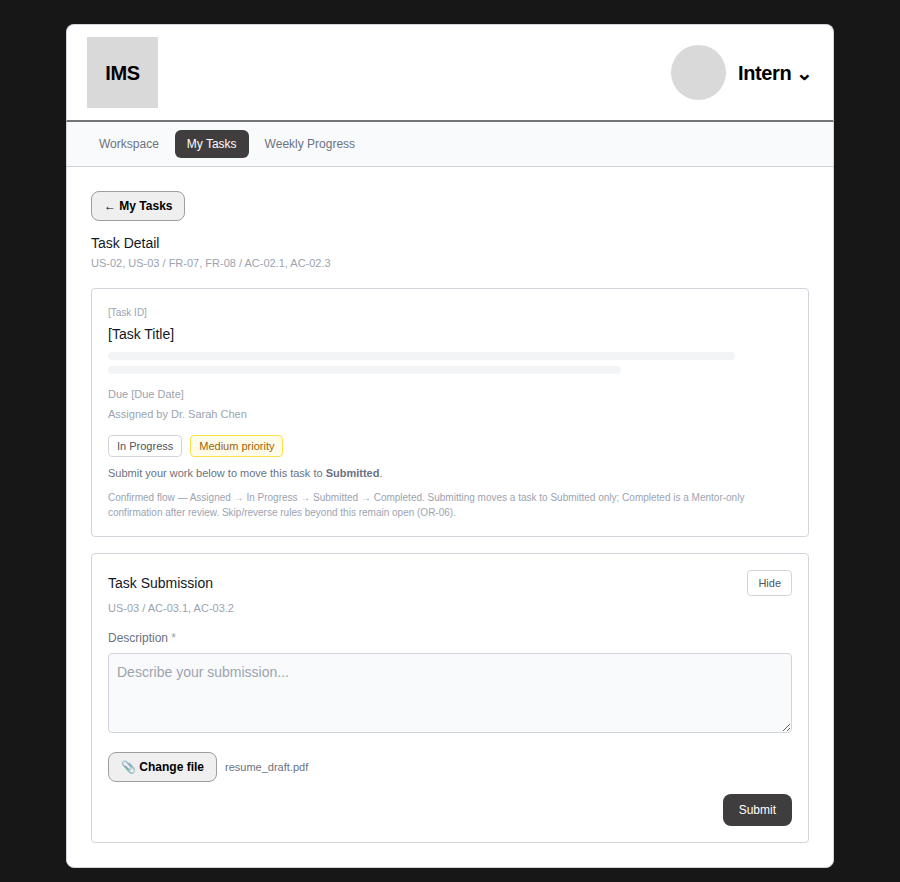 IMS
Intern ⌄
Workspace
My Tasks
Weekly Progress
← My Tasks
Task Detail
US-02, US-03 / FR-07, FR-08 / AC-02.1, AC-02.3
[Task ID]
[Task Title]
Due [Due Date]
Assigned by Dr. Sarah Chen
In Progress
Medium priority
Submit your work below to move this task to Submitted.
Confirmed flow — Assigned → In Progress → Submitted → Completed. Submitting moves a task to Submitted only; Completed is a Mentor-only
confirmation after review. Skip/reverse rules beyond this remain open (OR-06).
Task Submission
Hide
US-03 / AC-03.1, AC-03.2
Description *
Describe your submission...
📎 Change file
resume_draft.pdf
Submit